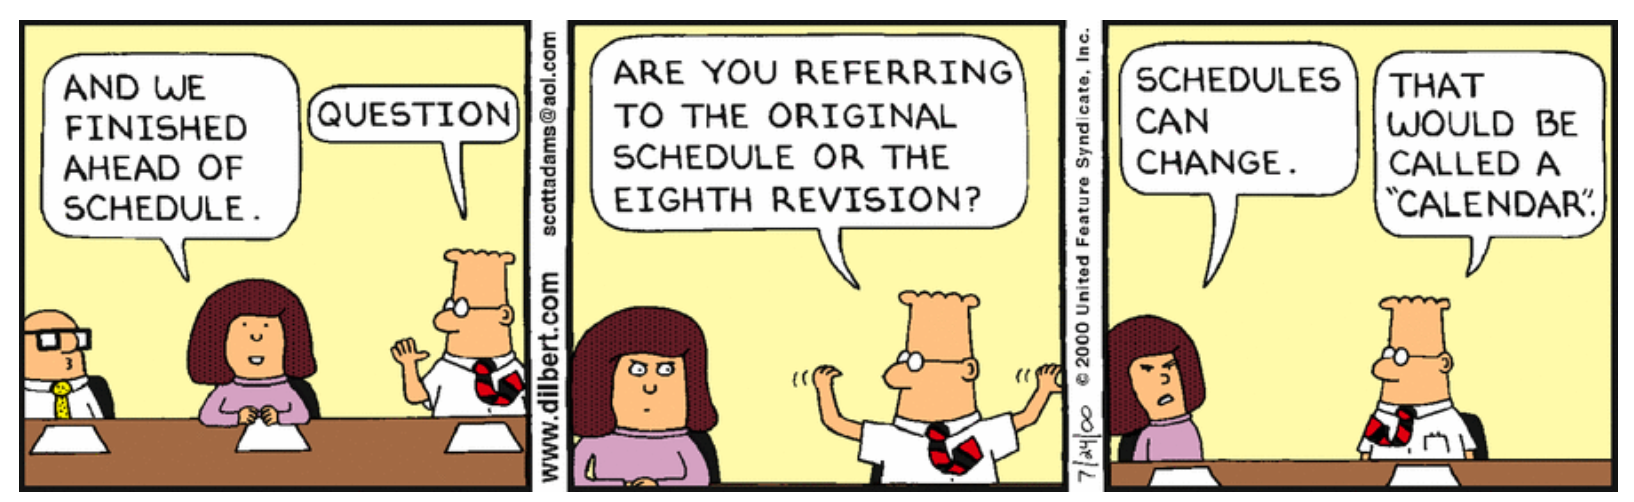 AND WE
FINISHED
AHEAD OF
SCHEDULE.
QUESTION
scottadams@aol.com
www.dilbert.com
ARE YOU REFERRING
TO THE ORIGINAL
SCHEDULE OR THE
EIGHTH REVISION?
7/24/00 © 2000 United Feature Syndicate, Inc.
SCHEDULES
CAN
CHANGE.
THAT
WOULD BE
CALLED A
"CALENDAR".